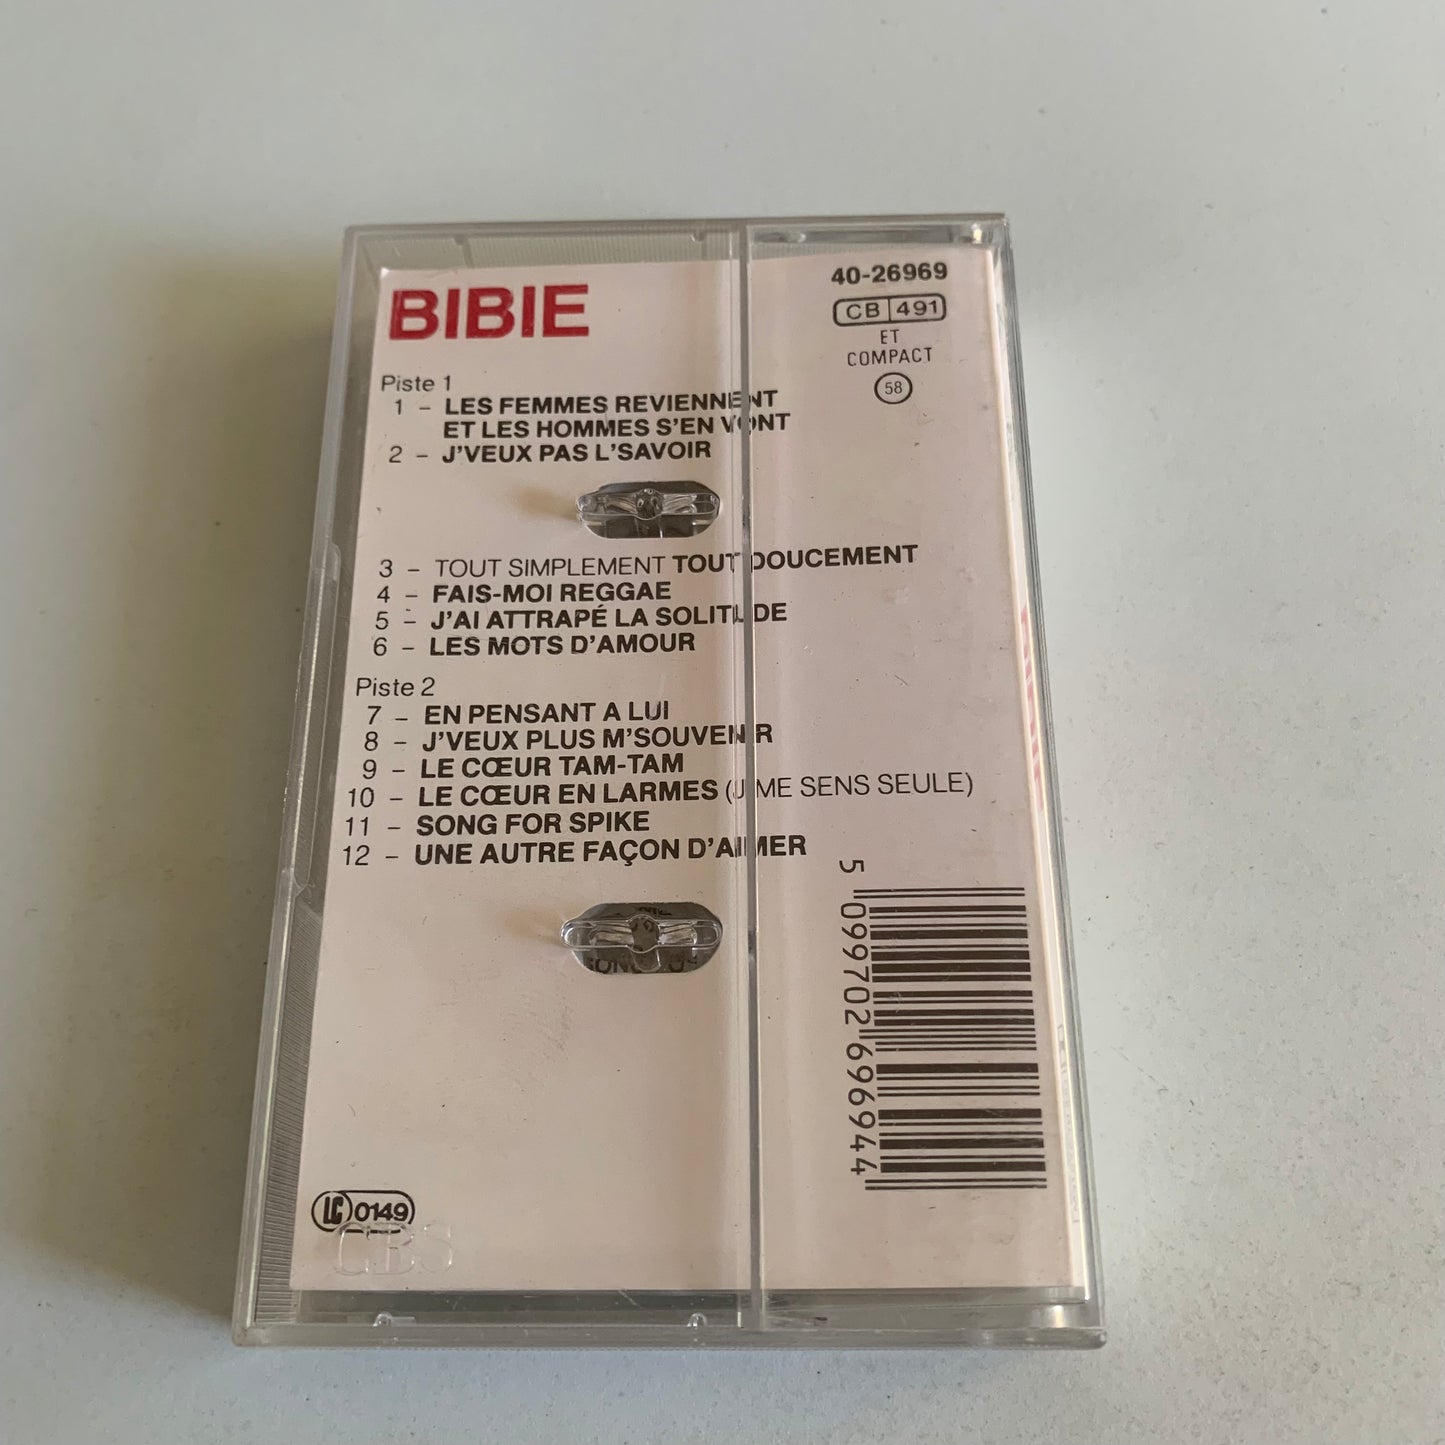 BIBIE
40-26969
CB 491
ET
COMPACT
58
Piste 1
1 - LES FEMMES REVIENNENT
ET LES HOMMES S'EN VONT
2 - J'VEUX PAS L'SAVOIR
3 - TOUT SIMPLEMENT TOUT DOUCEMENT
4 - FAIS-MOI REGGAE
5 - J'AI ATTRAPÉ LA SOLITUDE
6 - LES MOTS D'AMOUR
Piste 2
7 - EN PENSANT A LUI
8 - J'VEUX PLUS M'SOUVENIR
9 - LE CŒUR TAM-TAM
10 - LE CŒUR EN LARMES (J'ME SENS SEULE)
11 - SONG FOR SPIKE
12 - UNE AUTRE FAÇON D'AIMER
5 099702 696944
LC 0149
CBS